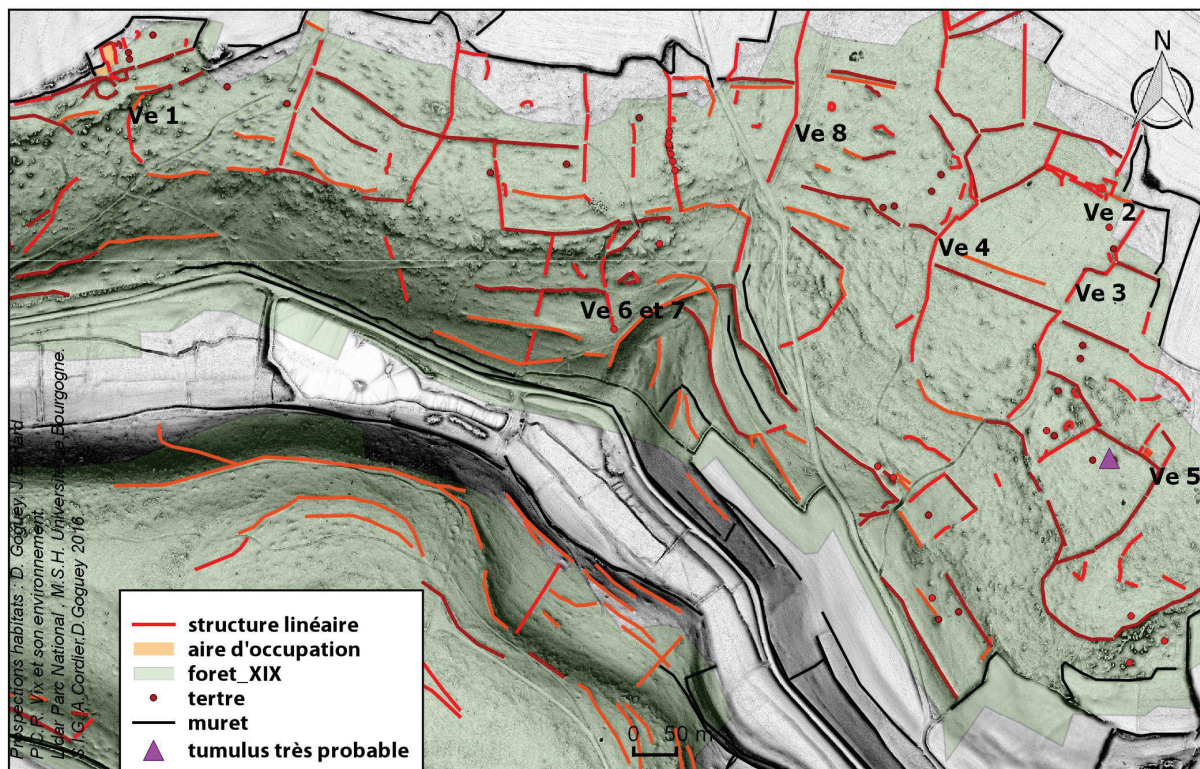 N
Ve 1
Ve 8
Ve 2
Ve 4
Ve 3
Ve 6 et 7
Ve 5
Prospections habitats : D. Goguey, J.
P.C.R. Vix et son environnement.
Lidar Parc National, M.S.H. Université de Bourgogne.
S.I.G. A. Cordier, D. Goguey 2016
structure linéaire
aire d'occupation
foret_XIX
tertre
muret
tumulus très probable
0 50 m